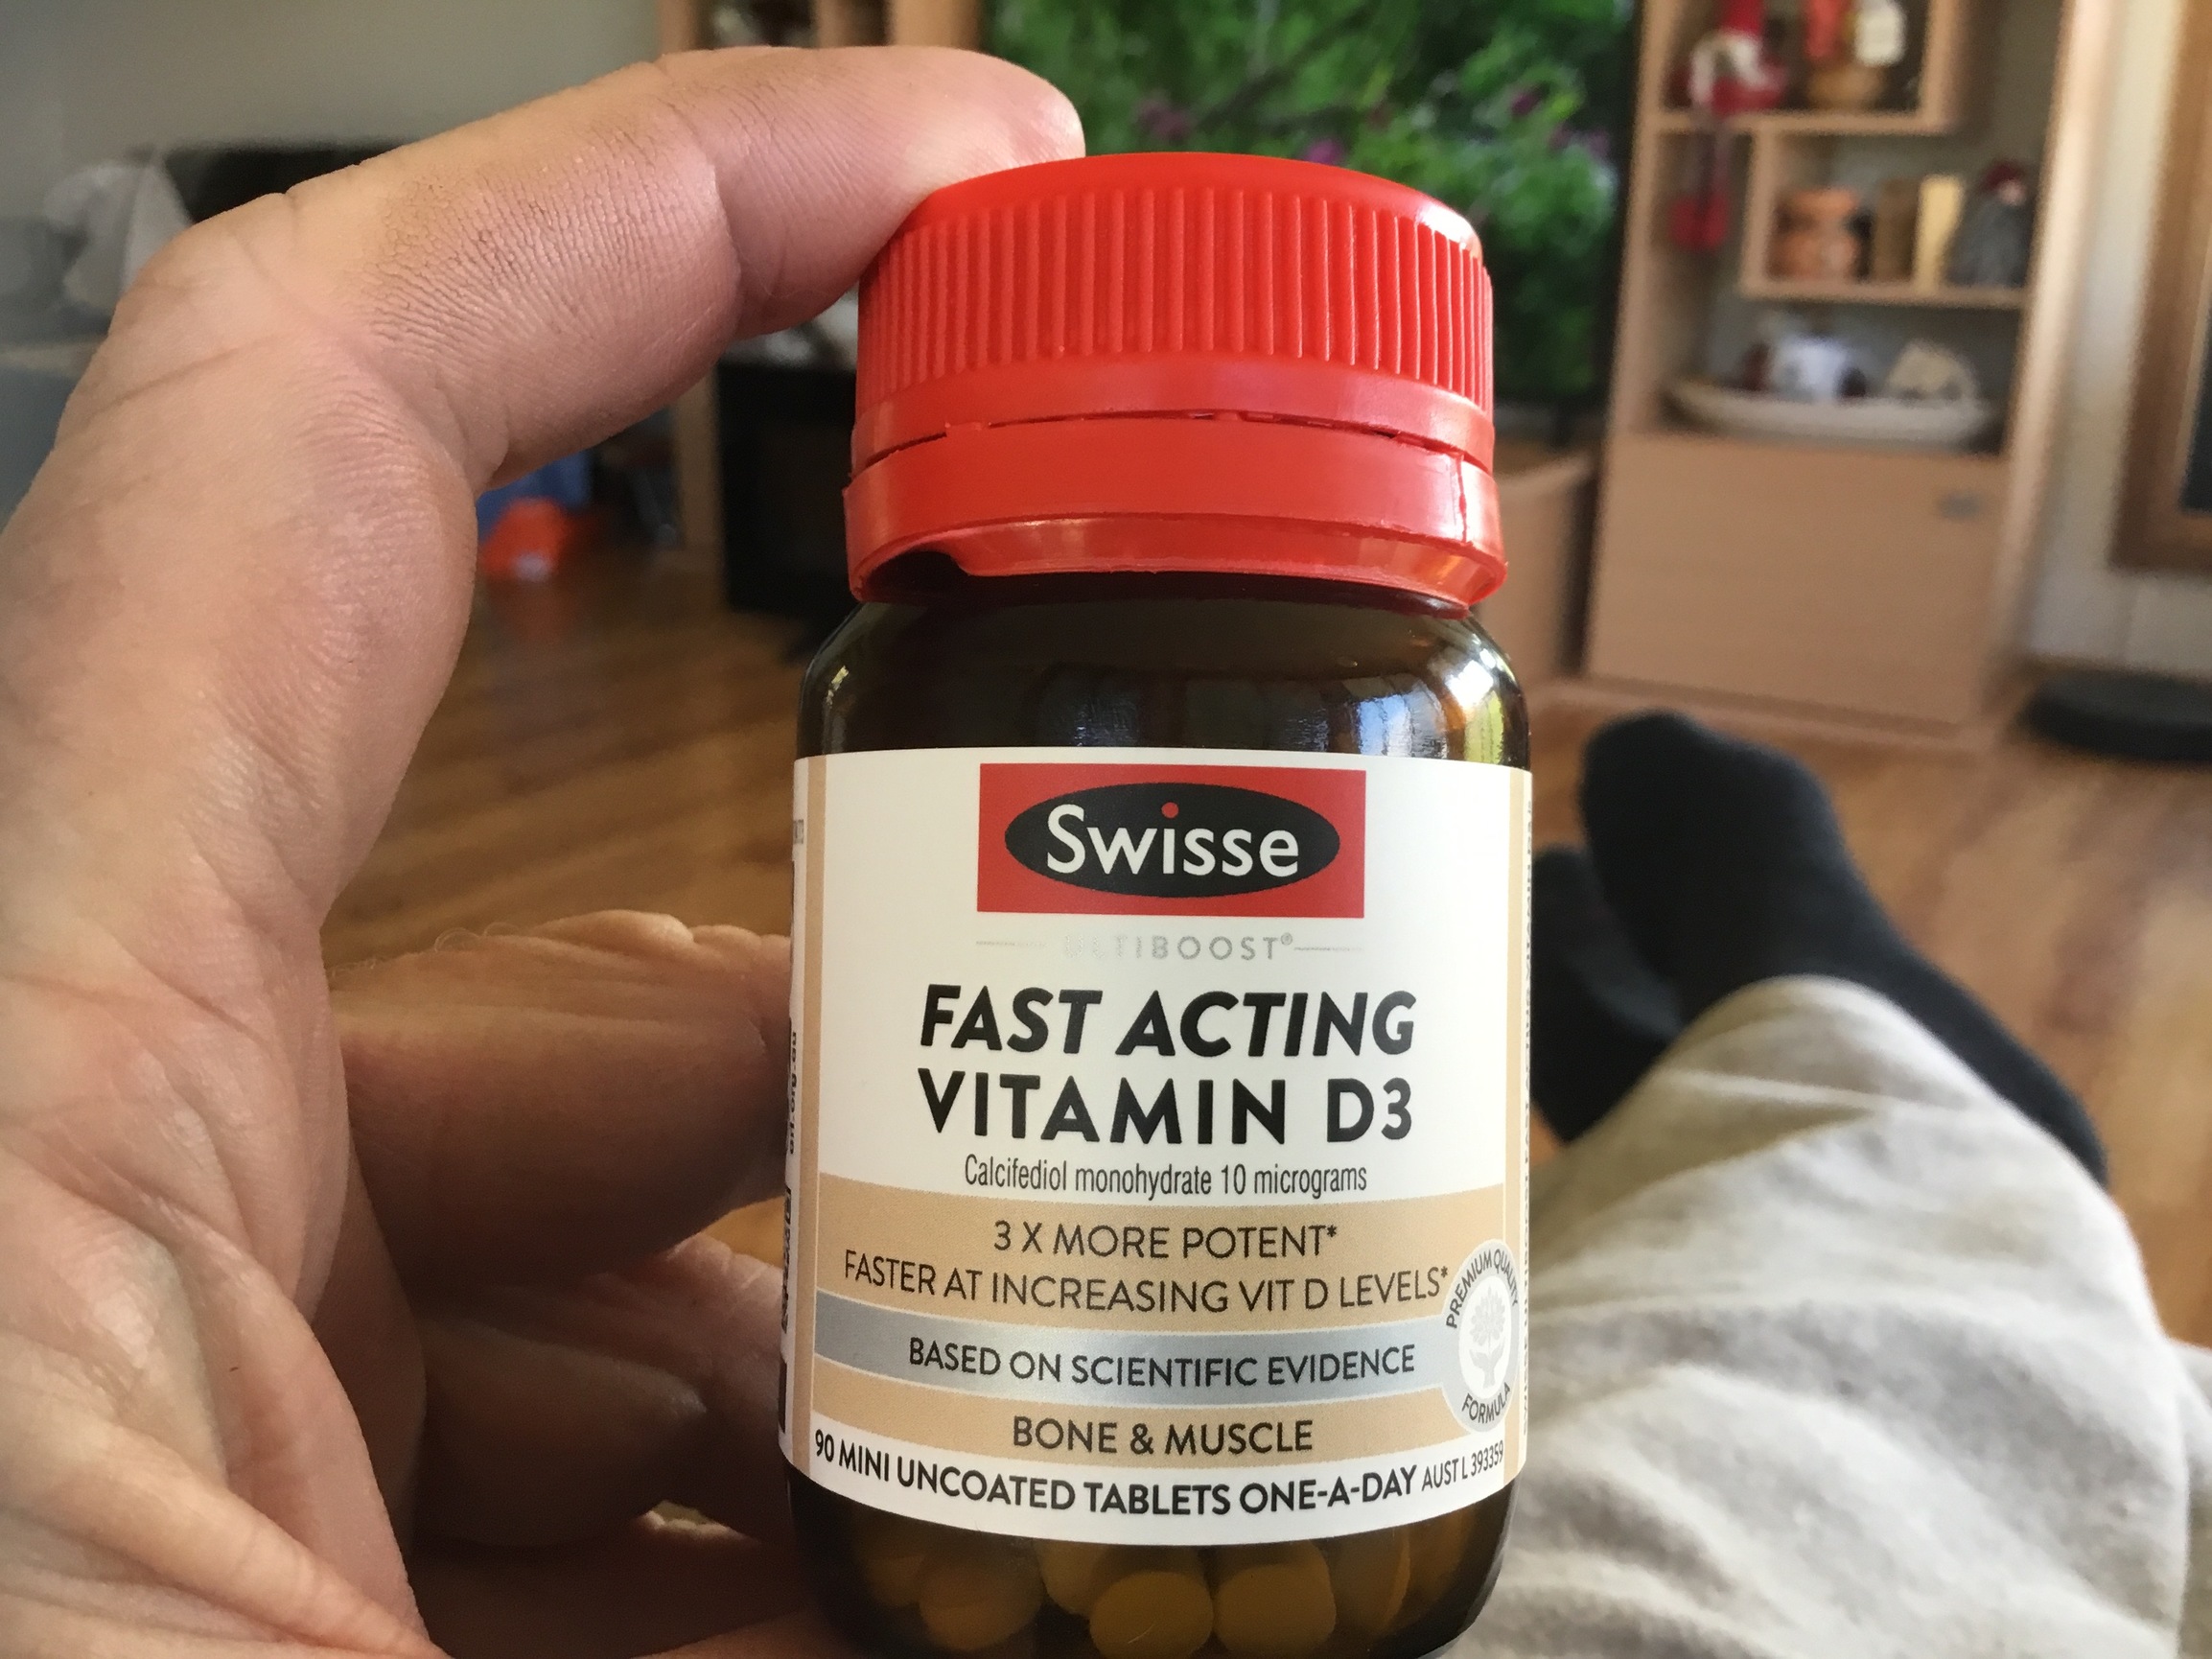 Swisse
ULTIBOOST®
FAST ACTING
VITAMIN D3
Calcifediol monohydrate 10 micrograms
3 X MORE POTENT*
FASTER AT INCREASING VIT D LEVELS*
PREMIUM QUALITY
FORMULA
BASED ON SCIENTIFIC EVIDENCE
BONE & MUSCLE
90 MINI UNCOATED TABLETS ONE-A-DAY AUST L 393359